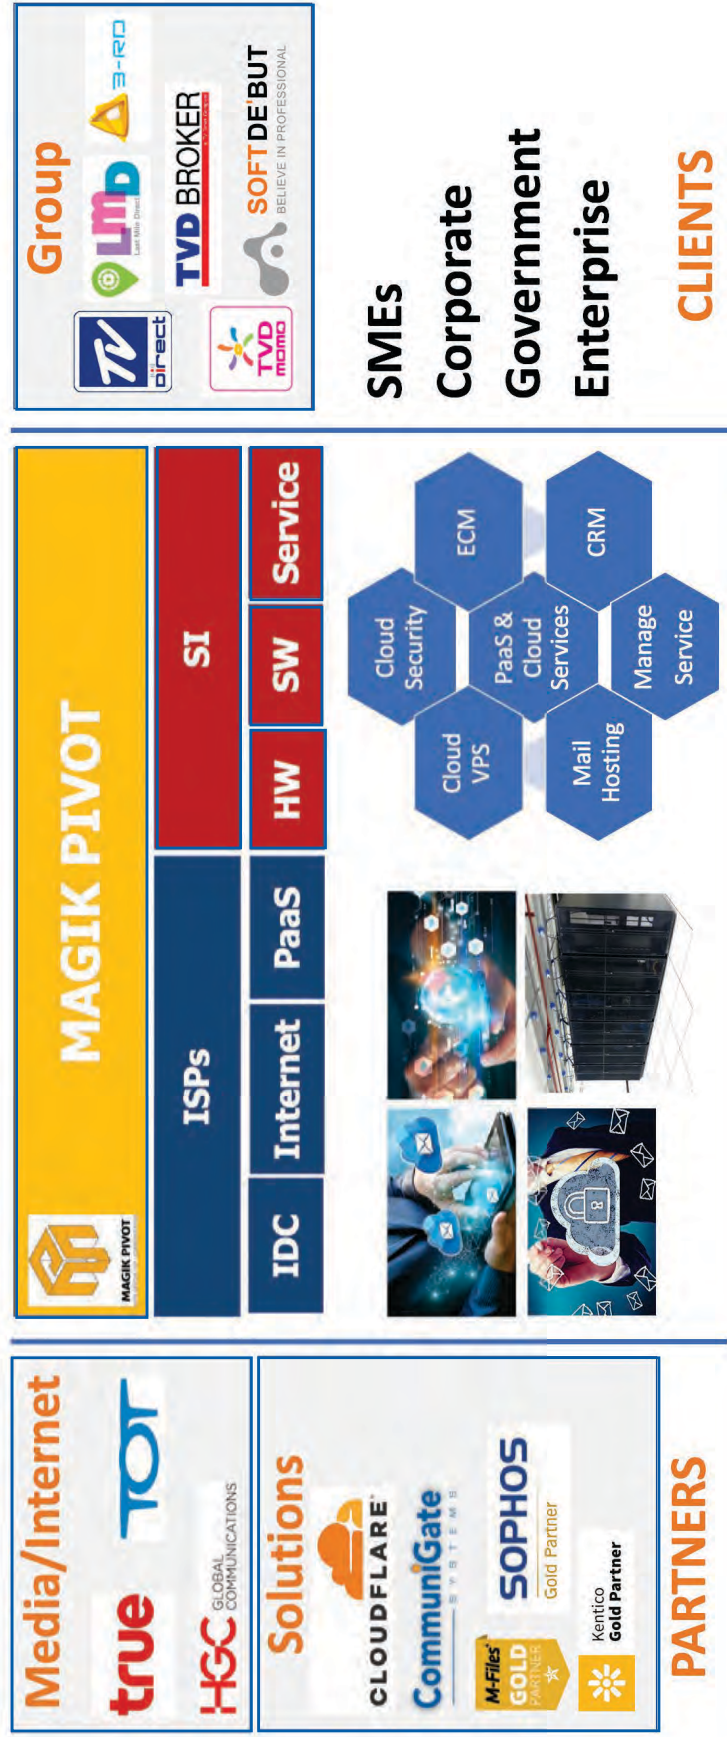 Media/Internet
true
TOT
HGC GLOBAL
COMMUNICATIONS
Solutions
CLOUDFLARE
CommuniGate
SYSTEMS
M-Files
GOLD
PARTNER
SOPHOS
Gold Partner
Kentico
Gold Partner
PARTNERS
MAGIK PIVOT
MAGIK PIVOT
ISPs
SI
IDC
Internet
PaaS
HW
SW
Service
Cloud
Security
Cloud
VPS
ECM
PaaS &
Cloud
Services
Mail
Hosting
CRM
Manage
Service
Group
TV
Direct
LMD
Last Mile Direct
3-RD
TVD BROKER
TVD
MOMO
SOFTDE'BUT
BELIEVE IN PROFESSIONAL
SMEs
Corporate
Government
Enterprise
CLIENTS